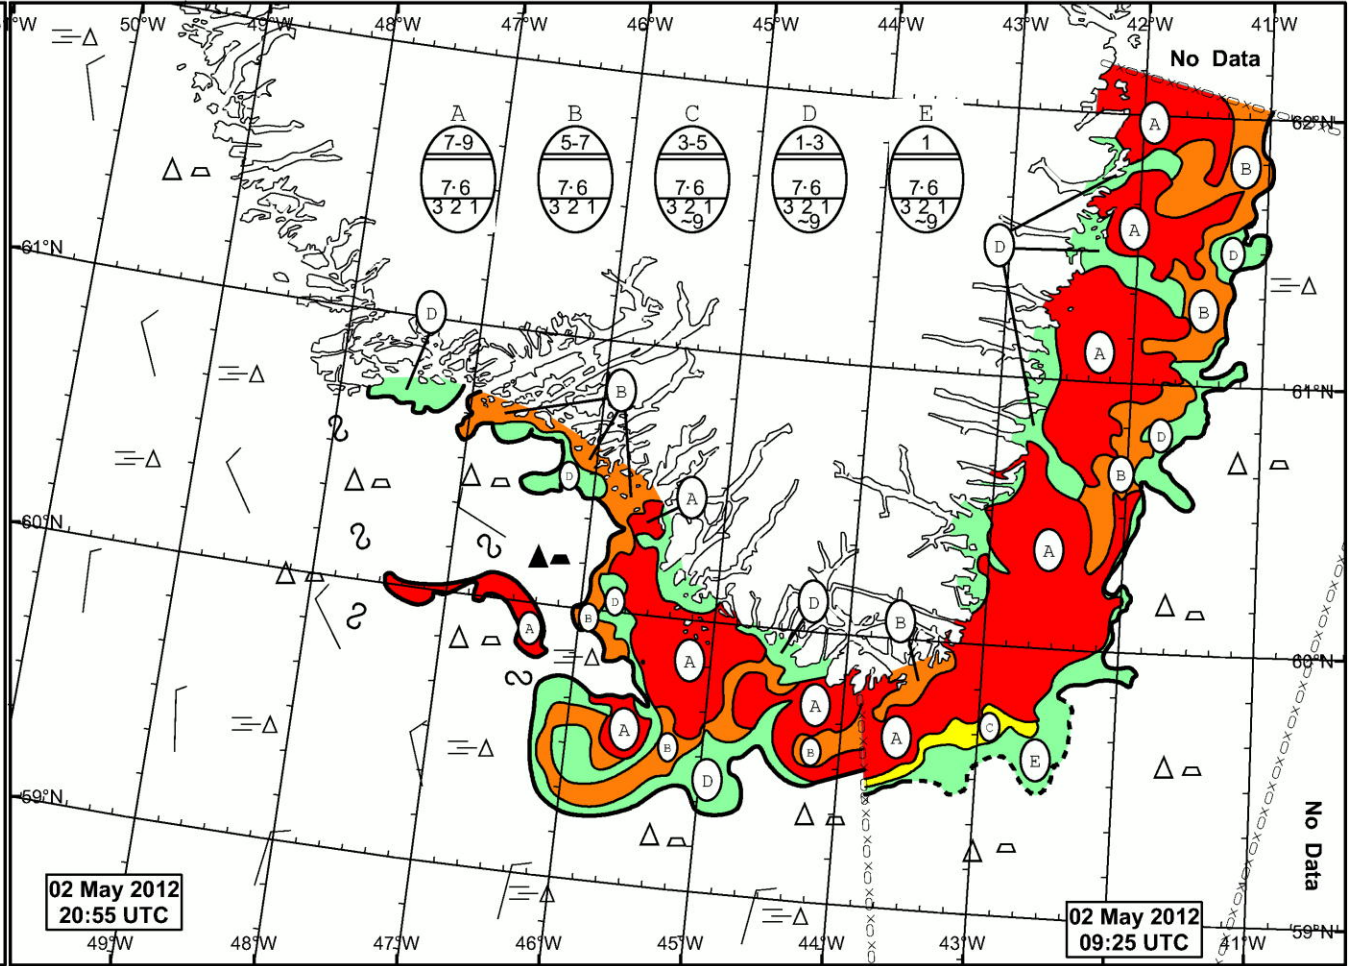 50°W 49°W 48°W 47°W 46°W 45°W 44°W 43°W 42°W 41°W
No Data
62°N
A B C D E
7-9 5-7 3-5 1-3 1
7·6 7·6 7·6 7·6 7·6
3 2 1 3 2 1 3 2 1 3 2 1 3 2 1
~9 ~9 ~9
A
B
A
D
D
61°N
B
D
A
61°N
B
D
B
D
A
60°N
A
D
D
B
B
A
A
60°N
A
A
B
A
C
B
E
D
59°N
No Data
02 May 2012
20:55 UTC
02 May 2012
09:25 UTC
59°N
49°W 48°W 47°W 46°W 45°W 44°W 43°W 41°W